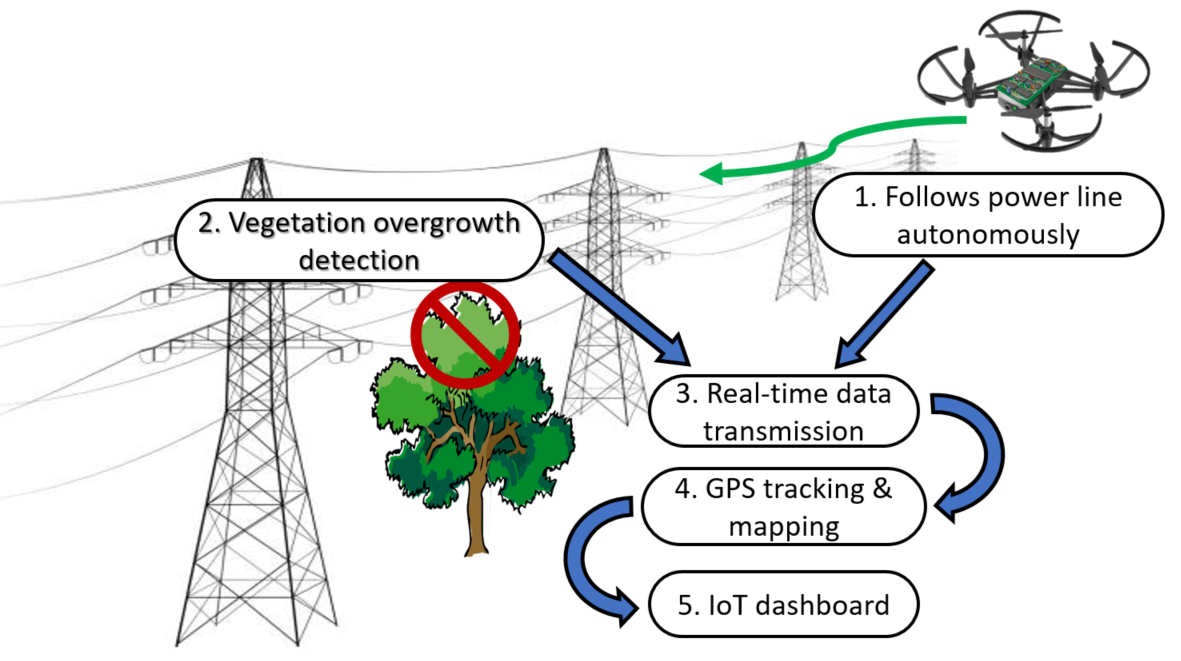 1. Follows power line
autonomously
2. Vegetation overgrowth
detection
3. Real-time data
transmission
4. GPS tracking &
mapping
5. IoT dashboard